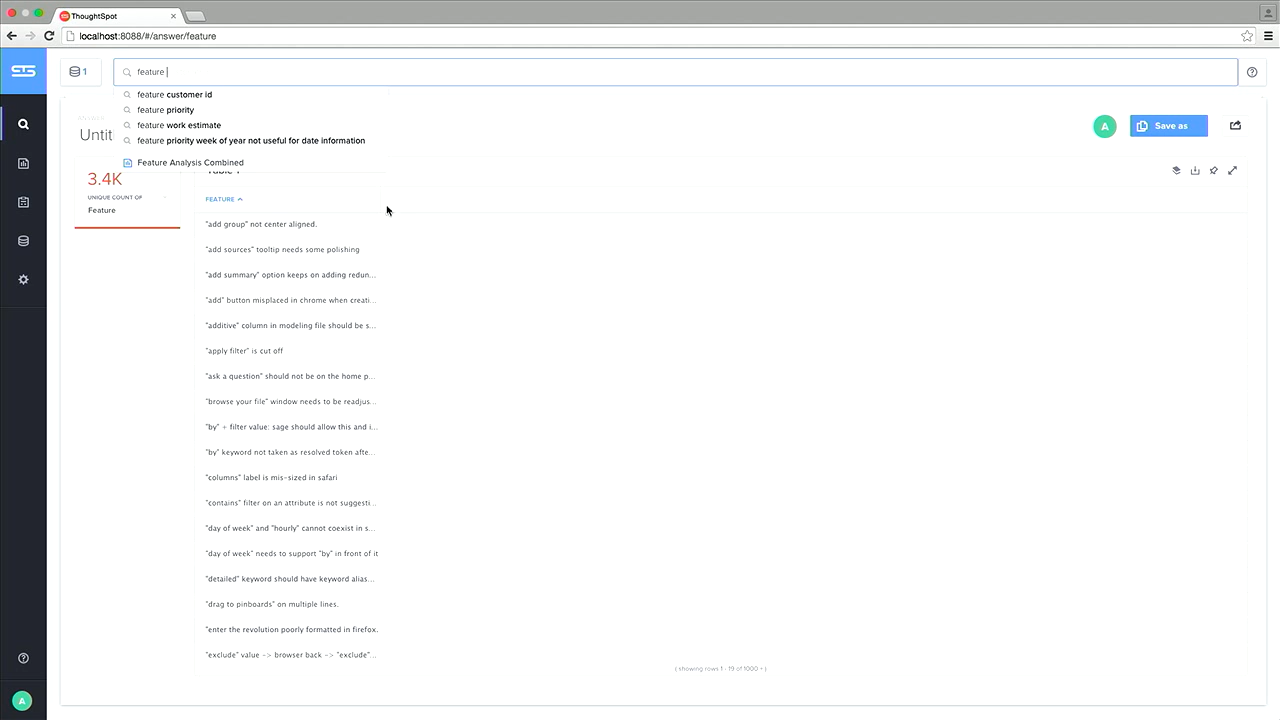 ThoughtSpot
localhost:8088/#/answer/feature
1
feature
feature customer id
feature priority
feature work estimate
feature priority week of year not useful for date information
Feature Analysis Combined
ANSWER
Untit
A
Save as
3.4K
UNIQUE COUNT OF
Feature
Table 1
FEATURE
"add group" not center aligned.
"add sources" tooltip needs some polishing
"add summary" option keeps on adding redun...
"add" button misplaced in chrome when creati...
"additive" column in modeling file should be s...
"apply filter" is cut off
"ask a question" should not be on the home p...
"browse your file" window needs to be readjus...
"by" + filter value: sage should allow this and i...
"by" keyword not taken as resolved token afte...
"columns" label is mis-sized in safari
"contains" filter on an attribute is not suggesti...
"day of week" and "hourly" cannot coexist in s...
"day of week" needs to support "by" in front of it
"detailed" keyword should have keyword alias...
"drag to pinboards" on multiple lines.
"enter the revolution poorly formatted in firefox.
"exclude" value -> browser back -> "exclude"...
( showing rows 1 - 19 of 1000 + )
A